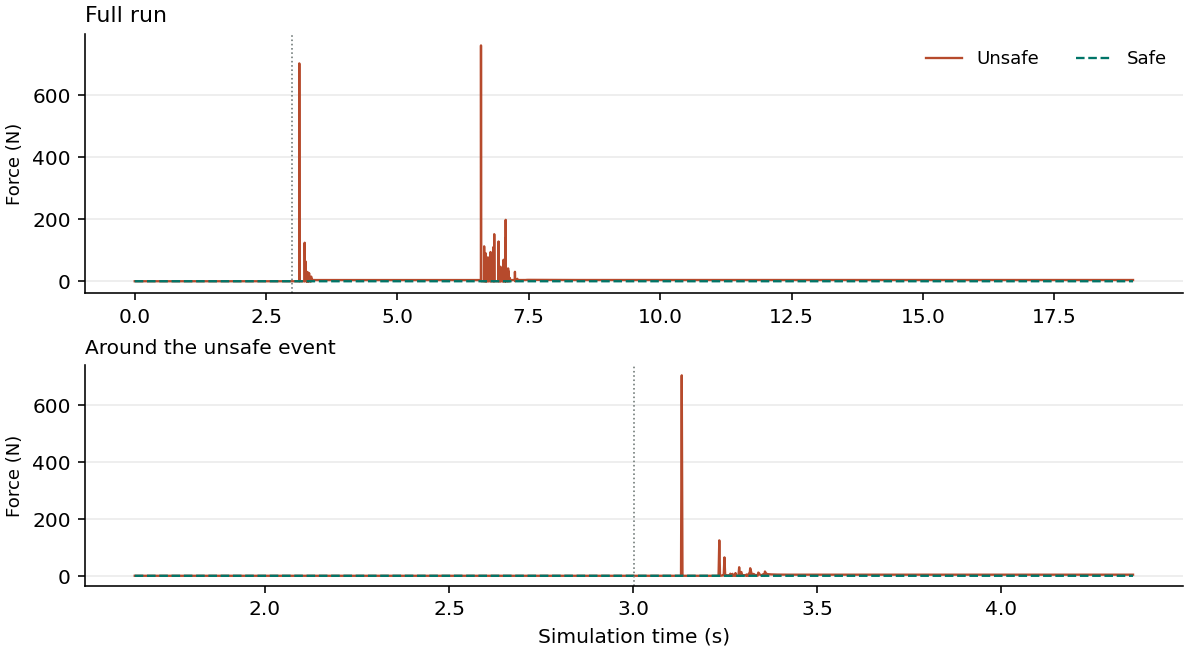 Full run
Unsafe
Safe
Force (N)
600
400
200
0
0.0 2.5 5.0 7.5 10.0 12.5 15.0 17.5
Around the unsafe event
Force (N)
600
400
200
0
2.0 2.5 3.0 3.5 4.0
Simulation time (s)